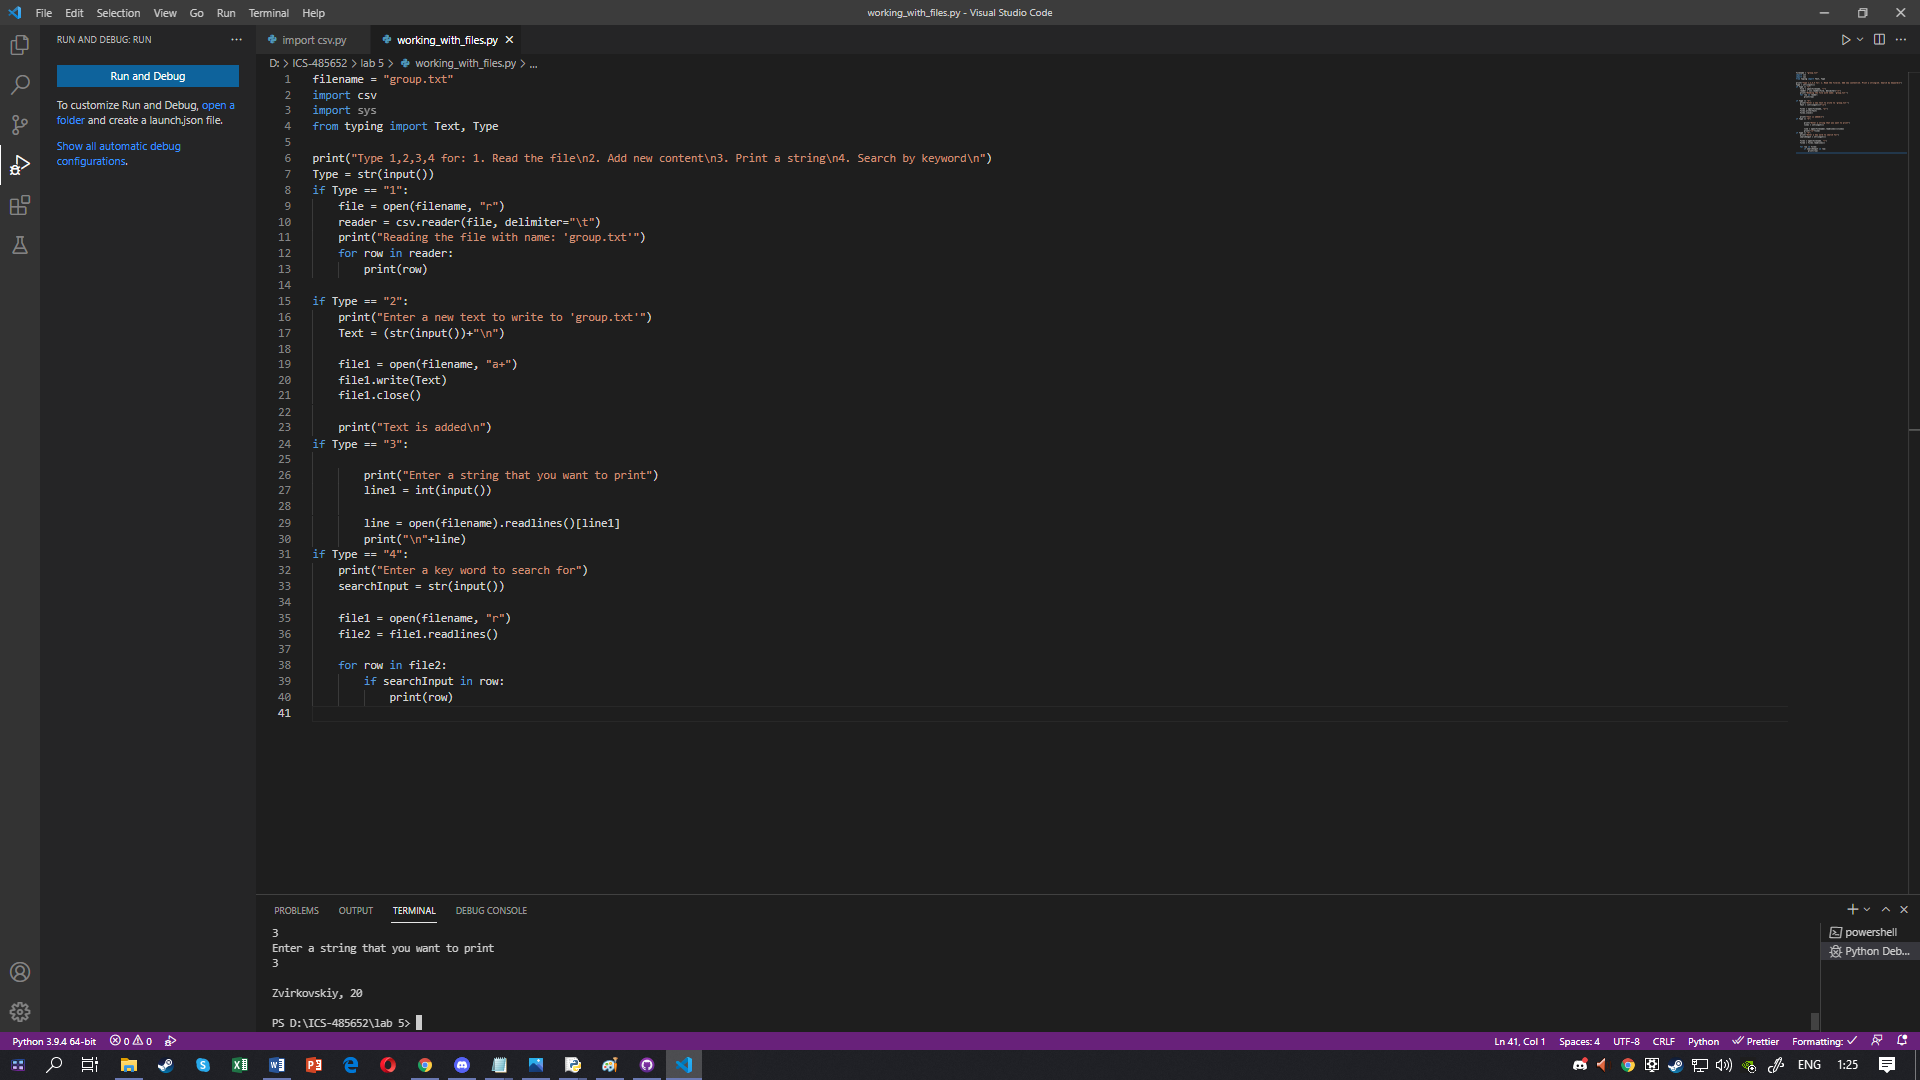 File Edit Selection View Go Run Terminal Help
working_with_files.py - Visual Studio Code
RUN AND DEBUG: RUN
import csv.py
working_with_files.py
D: > ICS-485652 > lab 5 > working_with_files.py > ...
Run and Debug
To customize Run and Debug, open a
folder and create a launch.json file.
Show all automatic debug
configurations.
1 filename = "group.txt"
2 import csv
3 import sys
4 from typing import Text, Type
5
6 print("Type 1,2,3,4 for: 1. Read the file\n2. Add new content\n3. Print a string\n4. Search by keyword\n")
7 Type = str(input())
8 if Type == "1":
9     file = open(filename, "r")
10     reader = csv.reader(file, delimiter="\t")
11     print("Reading the file with name: 'group.txt'")
12     for row in reader:
13         print(row)
14
15 if Type == "2":
16     print("Enter a new text to write to 'group.txt'")
17     Text = (str(input())+"\n")
18
19     file1 = open(filename, "a+")
20     file1.write(Text)
21     file1.close()
22
23     print("Text is added\n")
24 if Type == "3":
25
26         print("Enter a string that you want to print")
27         line1 = int(input())
28
29         line = open(filename).readlines()[line1]
30         print("\n"+line)
31 if Type == "4":
32     print("Enter a key word to search for")
33     searchInput = str(input())
34
35     file1 = open(filename, "r")
36     file2 = file1.readlines()
37
38     for row in file2:
39         if searchInput in row:
40             print(row)
41
PROBLEMS OUTPUT TERMINAL DEBUG CONSOLE
3
Enter a string that you want to print
3
Zvirkovskiy, 20
PS D:\ICS-485652\lab 5>
powershell
Python Deb...
Python 3.9.4 64-bit 0 0
Ln 41, Col 1 Spaces: 4 UTF-8 CRLF Python Prettier Formatting:
ENG 1:25